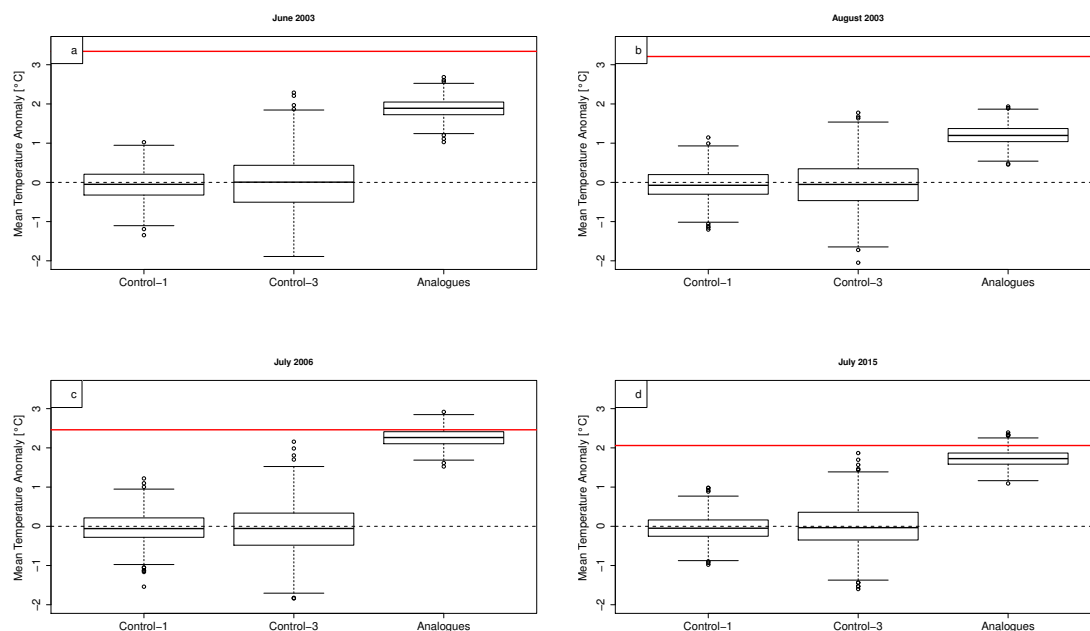 June 2003
a
Mean Temperature Anomaly [°C]
3
2
1
0
−1
−2
Control-1 Control-3 Analogues
August 2003
b
Mean Temperature Anomaly [°C]
3
2
1
0
−1
−2
Control-1 Control-3 Analogues
July 2006
c
Mean Temperature Anomaly [°C]
3
2
1
0
−1
−2
Control-1 Control-3 Analogues
July 2015
d
Mean Temperature Anomaly [°C]
3
2
1
0
−1
−2
Control-1 Control-3 Analogues